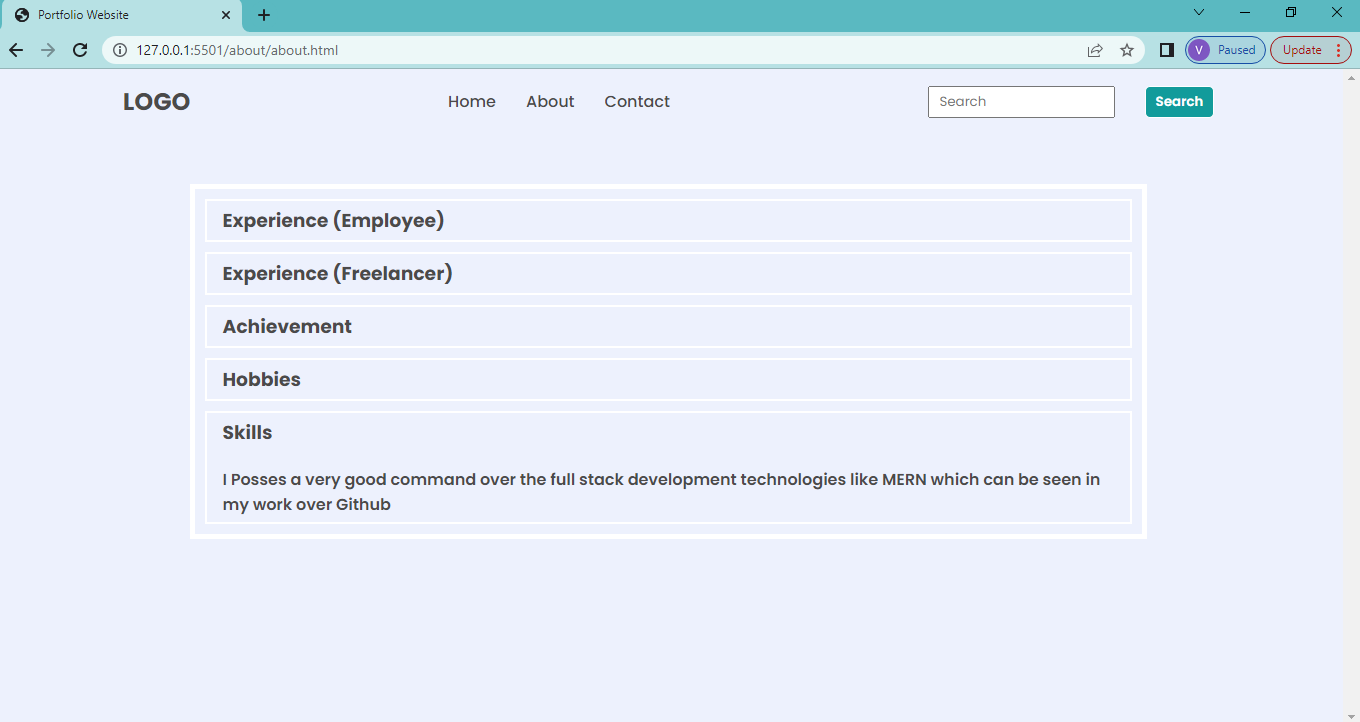 Portfolio Website
127.0.0.1:5501/about/about.html
V Paused Update
LOGO Home About Contact Search Search
Experience (Employee)
Experience (Freelancer)
Achievement
Hobbies
Skills
I Posses a very good command over the full stack development technologies like MERN which can be seen in
my work over Github